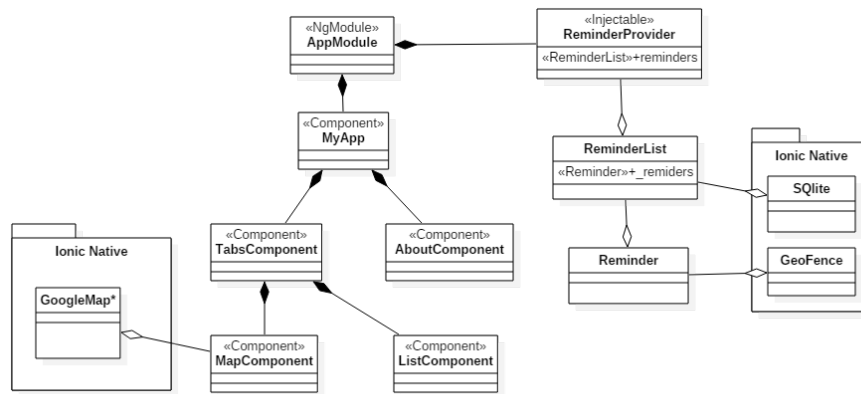 «NgModule»
AppModule
«Injectable»
ReminderProvider
«ReminderList»+reminders
«Component»
MyApp
ReminderList
«Reminder»+_remiders
Ionic Native
SQlite
«Component»
TabsComponent
«Component»
AboutComponent
Ionic Native
Reminder
GeoFence
GoogleMap*
«Component»
MapComponent
«Component»
ListComponent